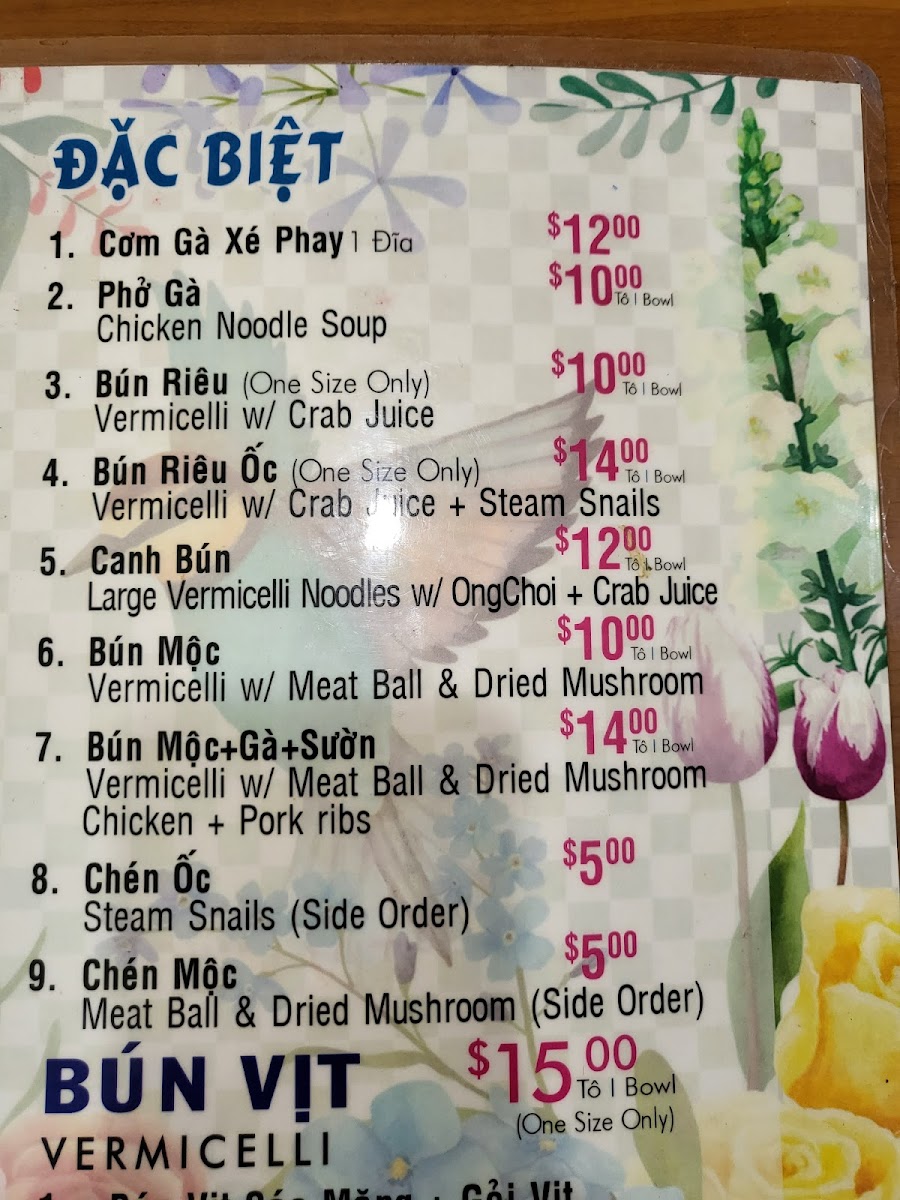 ĐẶC BIỆT
1. Cơm Gà Xé Phay 1 Đĩa $12.00
2. Phở Gà $10.00 Tô | Bowl
Chicken Noodle Soup
3. Bún Riêu (One Size Only) $10.00 Tô | Bowl
Vermicelli w/ Crab Juice
4. Bún Riêu Ốc (One Size Only) $14.00 Tô | Bowl
Vermicelli w/ Crab Juice + Steam Snails
5. Canh Bún $12.00 Tô | Bowl
Large Vermicelli Noodles w/ OngChoi + Crab Juice
6. Bún Mộc $10.00 Tô | Bowl
Vermicelli w/ Meat Ball & Dried Mushroom
7. Bún Mộc+Gà+Sườn $14.00 Tô | Bowl
Vermicelli w/ Meat Ball & Dried Mushroom
Chicken + Pork ribs
8. Chén Ốc $5.00
Steam Snails (Side Order)
9. Chén Mộc $5.00
Meat Ball & Dried Mushroom (Side Order)
BÚN VỊT $15.00 Tô | Bowl
(One Size Only)
VERMICELLI